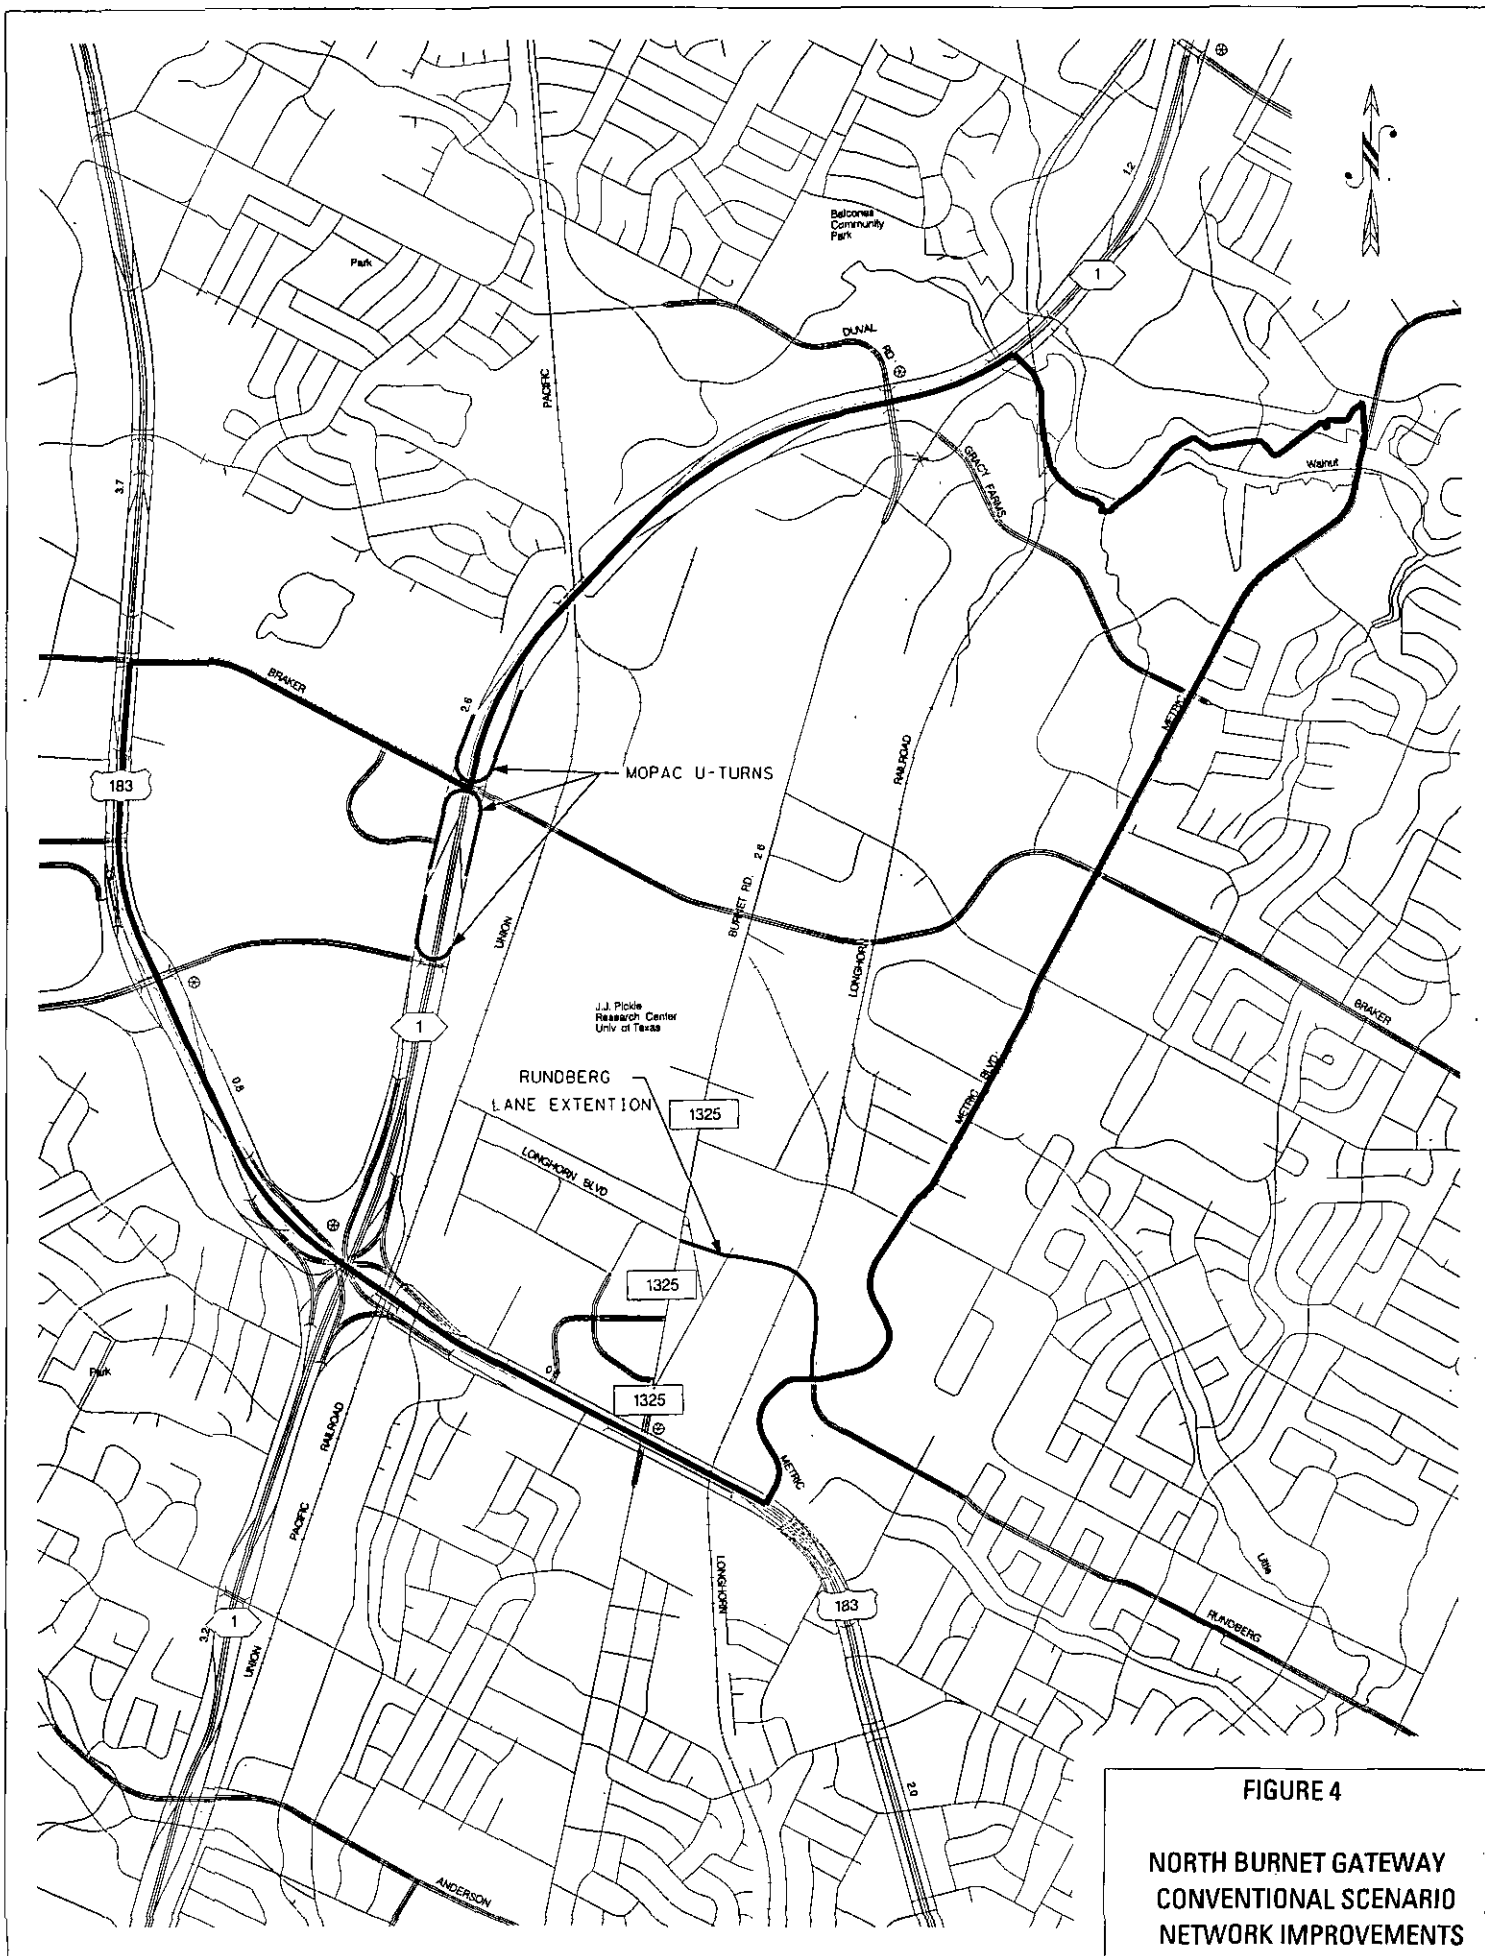 Balcones
Community
Park
1.2
1
Park
PACIFIC
DUVAL
RD.
3.7
GRACY FARMS
Walnut
BRAKER
2.6
METRIC
183
MOPAC U-TURNS
RAILROAD
BURNET RD. 2.6
UNION
LONGHORN
J.J. Pickle
Research Center
Univ of Texas
BRAKER
1
0.8
RUNDBERG
LANE EXTENTION
1325
METRIC BLVD.
LONGHORN BLVD
1325
Park
1325
RAILROAD
METRIC
PACIFIC
LONGHORN
Little
183
RUNDBERG
1
3.2
UNION
2.0
ANDERSON
FIGURE 4
NORTH BURNET GATEWAY
CONVENTIONAL SCENARIO
NETWORK IMPROVEMENTS